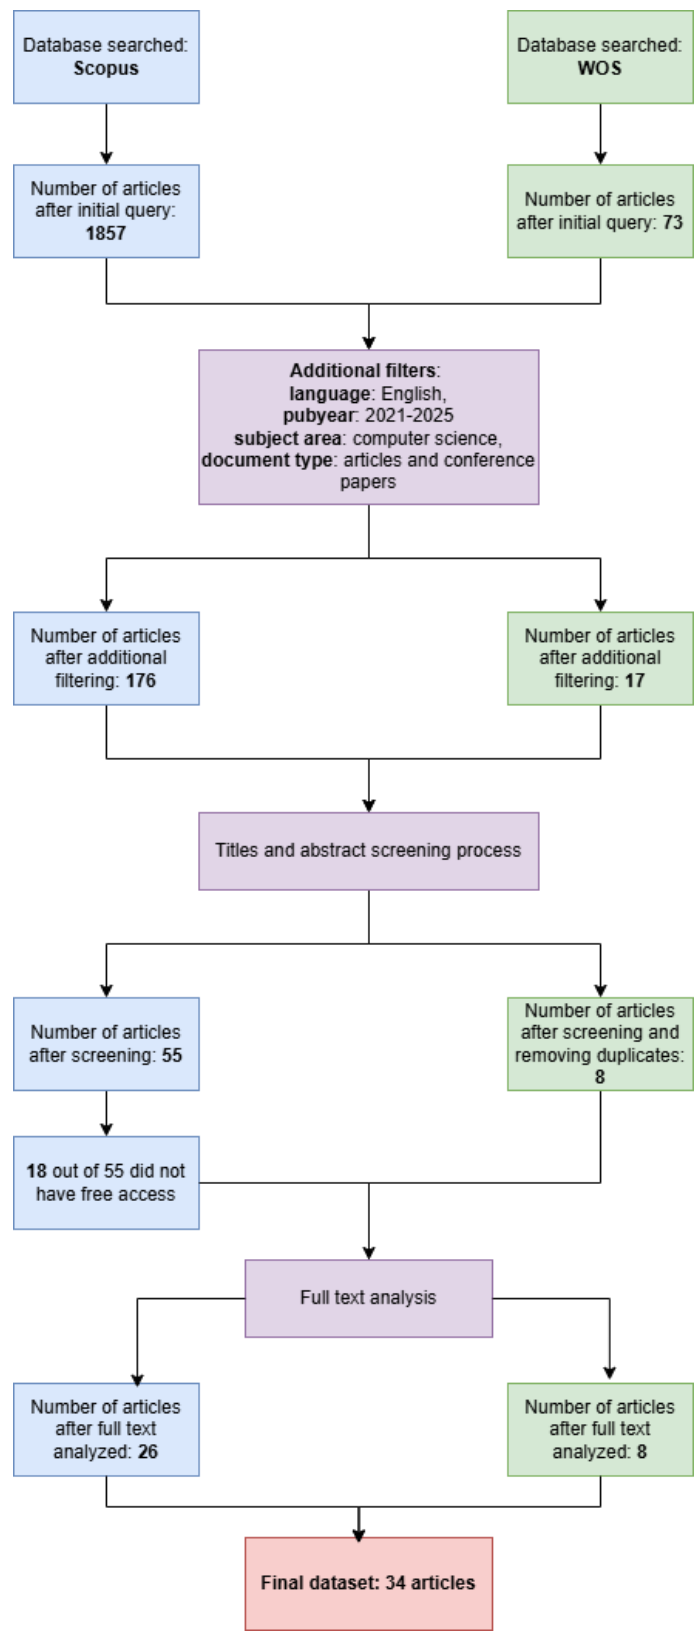 Database searched:
Scopus
Database searched:
WOS
Number of articles
after initial query:
1857
Number of articles
after initial query: 73
Additional filters:
language: English,
pubyear: 2021-2025
subject area: computer science,
document type: articles and conference
papers
Number of articles
after additional
filtering: 176
Number of articles
after additional
filtering: 17
Titles and abstract screening process
Number of articles
after screening: 55
Number of articles
after screening and
removing duplicates:
8
18 out of 55 did not
have free access
Full text analysis
Number of articles
after full text
analyzed: 26
Number of articles
after full text
analyzed: 8
Final dataset: 34 articles